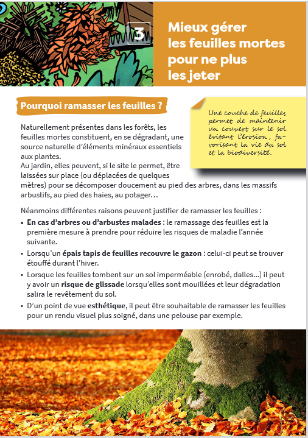 3
Mieux gérer
les feuilles mortes
pour ne plus
les jeter
Pourquoi ramasser les feuilles ?
Une couche de feuilles
permet de maintenir
un couvert sur le sol
évitant l'érosion, fa-
vorisant la vie du sol
et la biodiversité.
Naturellement présentes dans les forêts, les
feuilles mortes constituent, en se dégradant, une
source naturelle d'éléments minéraux essentiels
aux plantes.
Au jardin, elles peuvent, si le site le permet, être
laissées sur place (ou déplacées de quelques
mètres) pour se décomposer doucement au pied des arbres, dans les massifs
arbustifs, au pied des haies, au potager...
Néanmoins différentes raisons peuvent justifier de ramasser les feuilles :
• En cas d'arbres ou d'arbustes malades : le ramassage des feuilles est la
première mesure à prendre pour réduire les risques de maladie l'année
suivante.
• Lorsqu'un épais tapis de feuilles recouvre le gazon : celui-ci peut se trouver
étouffé durant l'hiver.
• Lorsque les feuilles tombent sur un sol imperméable (enrobé, dalles...) il peut
y avoir un risque de glissade lorsqu'elles sont mouillées et leur dégradation
salira le revêtement du sol.
• D'un point de vue esthétique, il peut être souhaitable de ramasser les feuilles
pour un rendu visuel plus soigné, dans une pelouse par exemple.